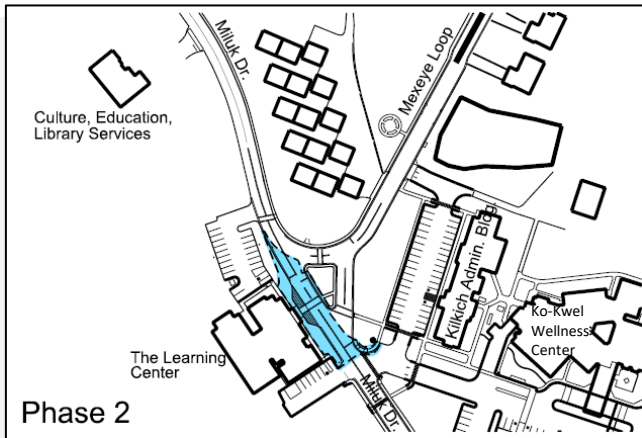 Miluk Dr.
Mexeye Loop
Culture, Education,
Library Services
Kilkich Admin. Bldg.
Ko-Kwel
Wellness
Center
The Learning
Center
Miluk Dr.
Phase 2